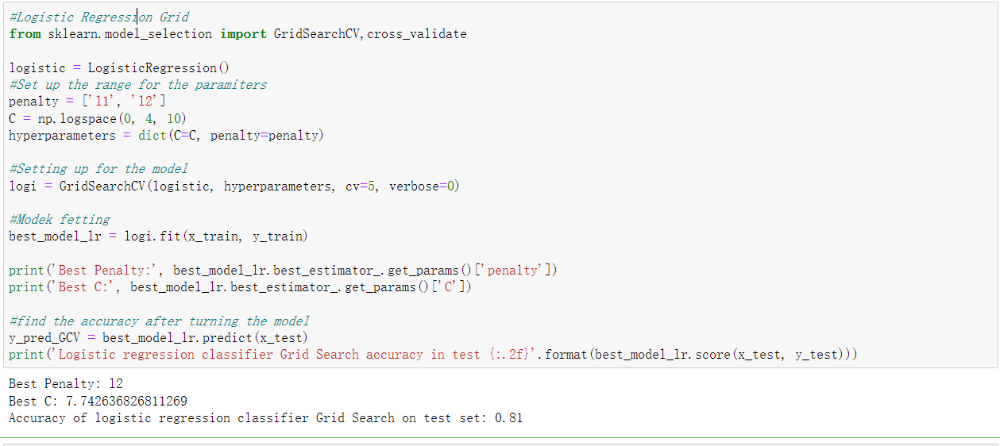 #Logistic Regression Grid
from sklearn.model_selection import GridSearchCV,cross_validate
logistic = LogisticRegression()
#Set up the range for the paramiters
penalty = ['l1', 'l2']
C = np.logspace(0, 4, 10)
hyperparameters = dict(C=C, penalty=penalty)
#Setting up for the model
logi = GridSearchCV(logistic, hyperparameters, cv=5, verbose=0)
#Modek fetting
best_model_lr = logi.fit(x_train, y_train)
print('Best Penalty:', best_model_lr.best_estimator_.get_params()['penalty'])
print('Best C:', best_model_lr.best_estimator_.get_params()['C'])
#find the accuracy after turning the model
y_pred_GCV = best_model_lr.predict(x_test)
print('Logistic regression classifier Grid Search accuracy in test {:.2f}'.format(best_model_lr.score(x_test, y_test)))
Best Penalty: l2
Best C: 7.742636826811269
Accuracy of logistic regression classifier Grid Search on test set: 0.81